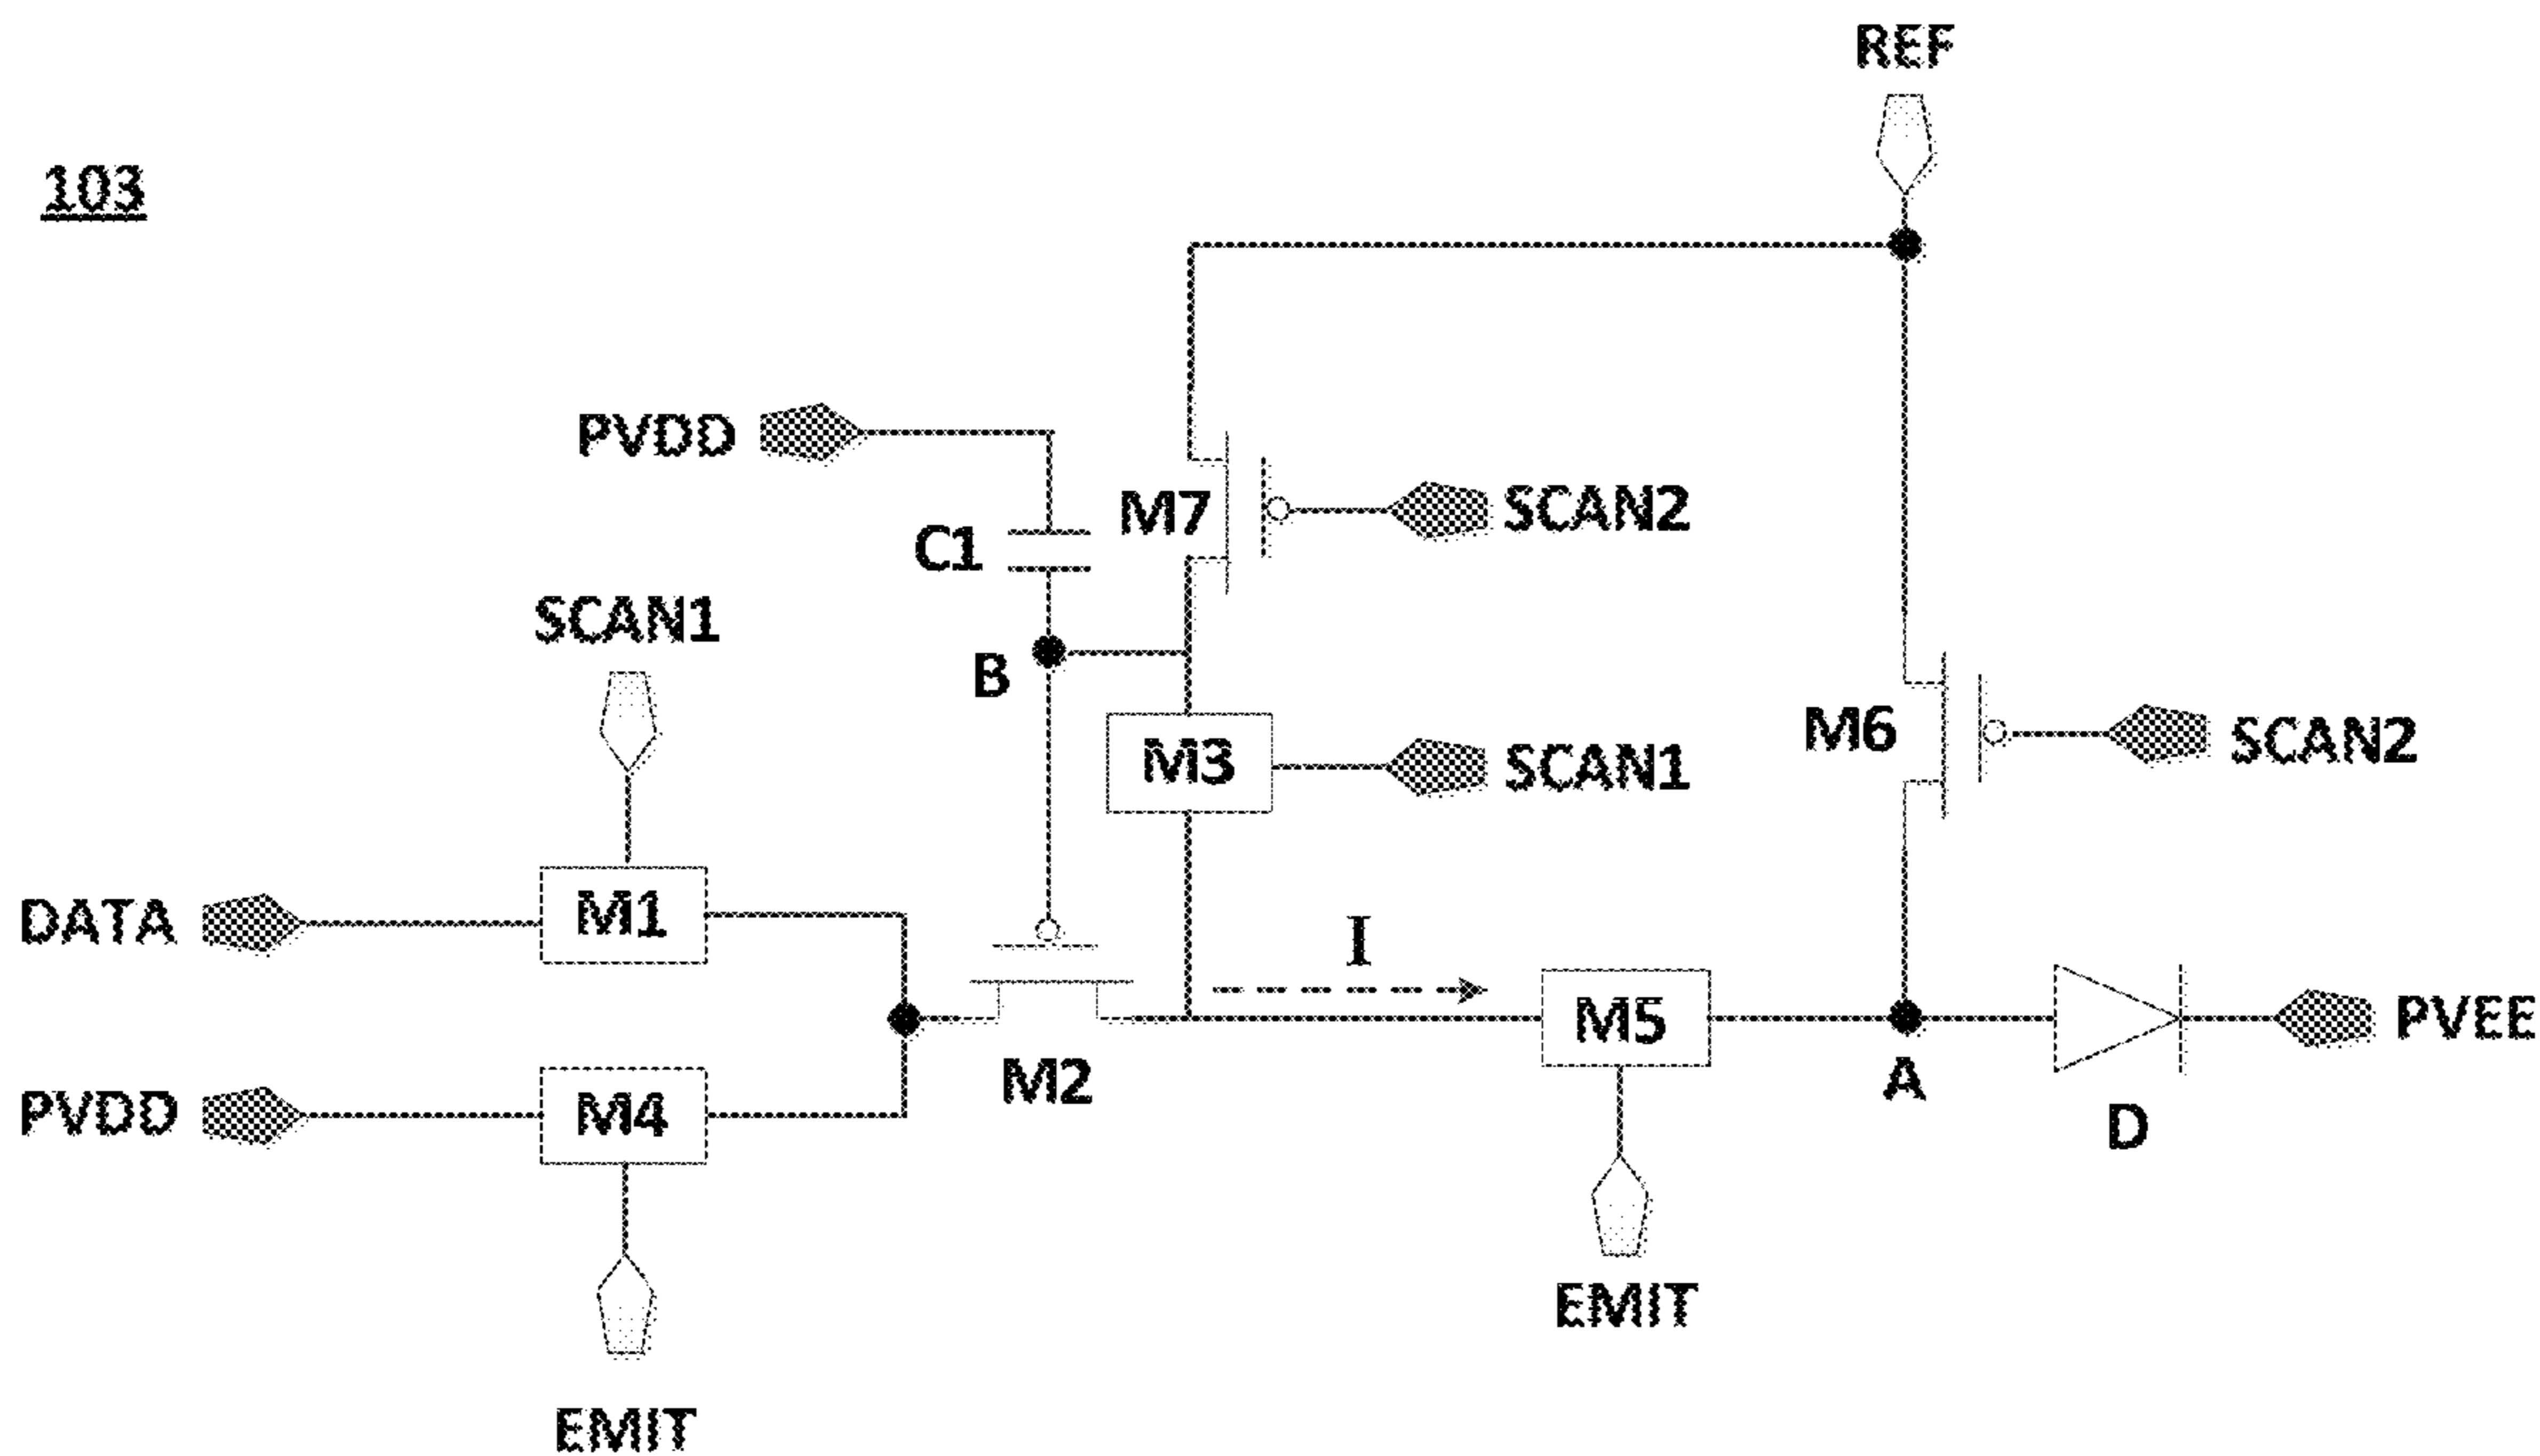 REF
103
PVDD
M7
SCAN2
C1
SCAN1
B
M3
SCAN1
M6
SCAN2
DATA
M1
I
PVDD
M4
M2
M5
A
PVEE
D
EMIT
EMIT